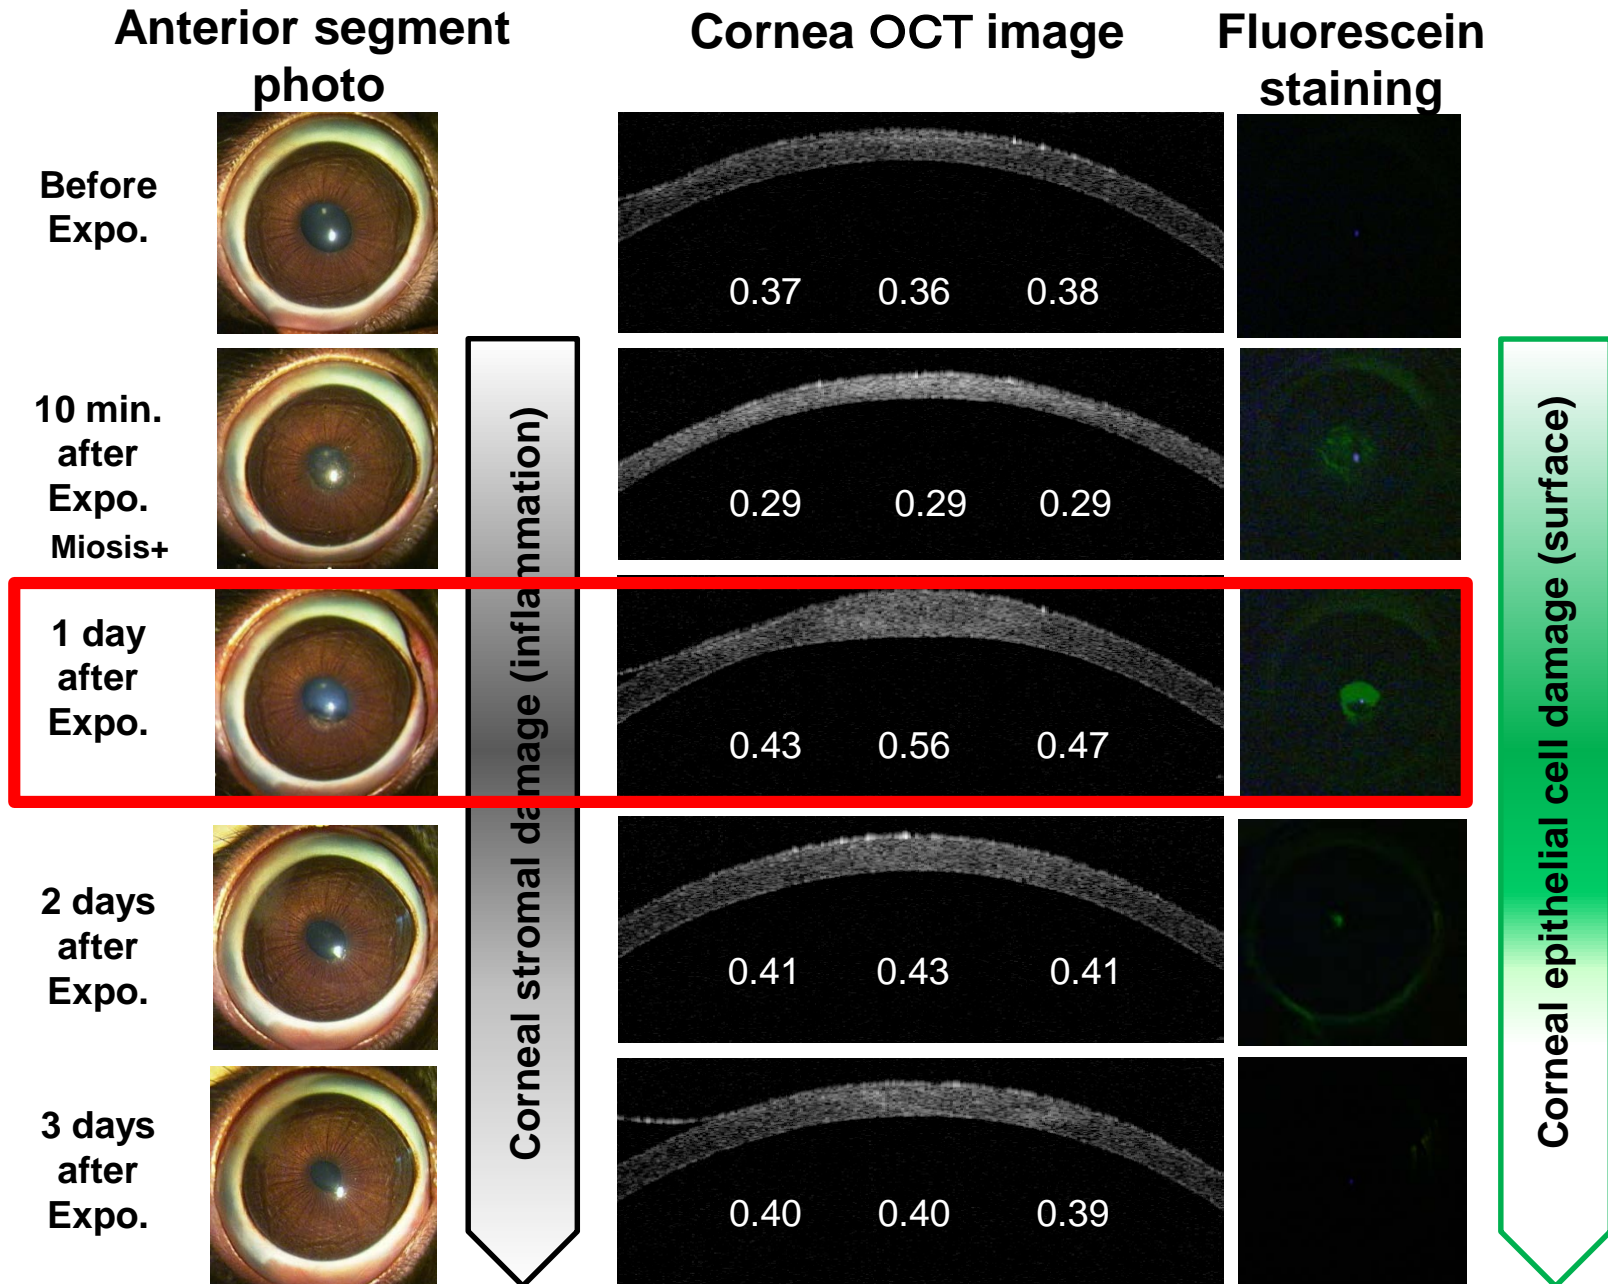 Anterior segment
photo
Cornea OCT image
Fluorescein
staining
Before
Expo.
0.37 0.36 0.38
10 min.
after
Expo.
Miosis+
0.29 0.29 0.29
1 day
after
Expo.
0.43 0.56 0.47
2 days
after
Expo.
0.41 0.43 0.41
3 days
after
Expo.
0.40 0.40 0.39
Corneal stromal damage (inflammation)
Corneal epithelial cell damage (surface)